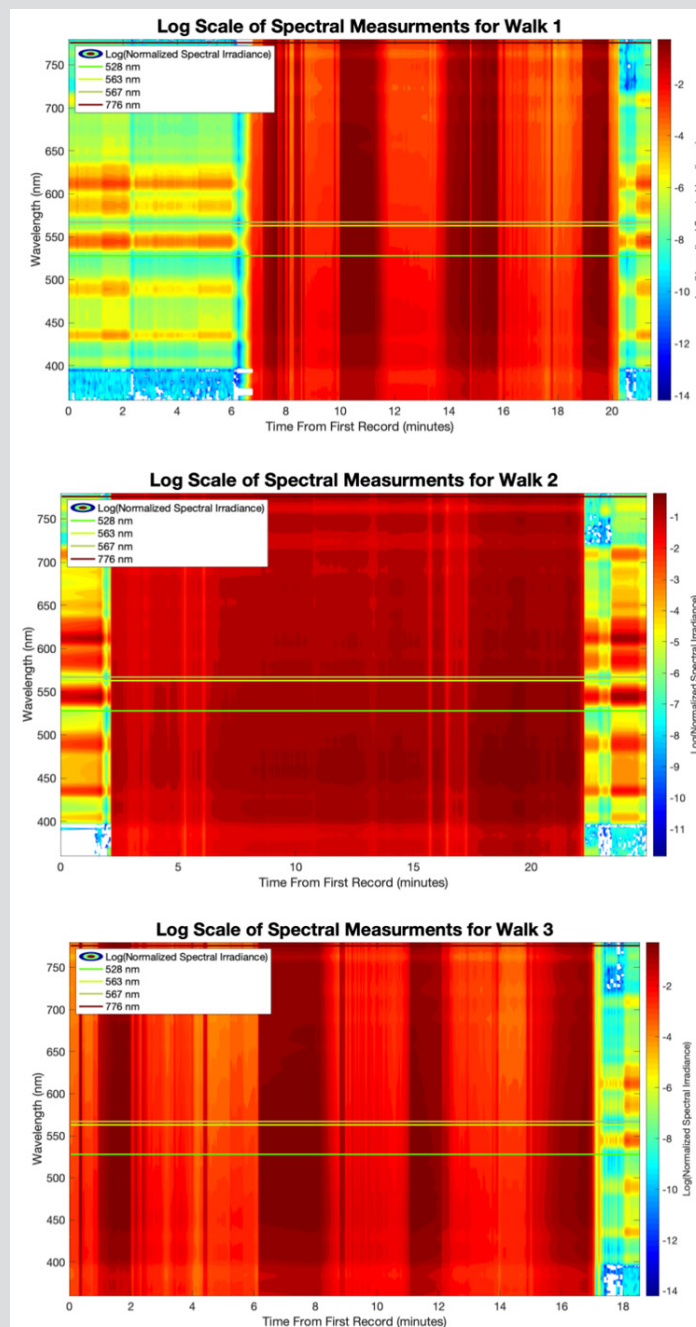 Log Scale of Spectral Measurments for Walk 1
Log(Normalized Spectral Irradiance)
528 nm
563 nm
567 nm
776 nm
Wavelength (nm)
750
700
650
600
550
500
450
400
0 2 4 6 8 10 12 14 16 18 20
Time From First Record (minutes)
-2
-4
-6
-8
-10
-12
-14
Log Scale of Spectral Measurments for Walk 2
Log(Normalized Spectral Irradiance)
528 nm
563 nm
567 nm
776 nm
Wavelength (nm)
750
700
650
600
550
500
450
400
0 5 10 15 20
Time From First Record (minutes)
-1
-2
-3
-4
-5
-6
-7
-8
-9
-10
-11
Log(Normalized Spectral Irradiance)
Log Scale of Spectral Measurments for Walk 3
Log(Normalized Spectral Irradiance)
528 nm
563 nm
567 nm
776 nm
Wavelength (nm)
750
700
650
600
550
500
450
400
0 2 4 6 8 10 12 14 16 18
Time From First Record (minutes)
-2
-4
-6
-8
-10
-12
-14
Log(Normalized Spectral Irradiance)